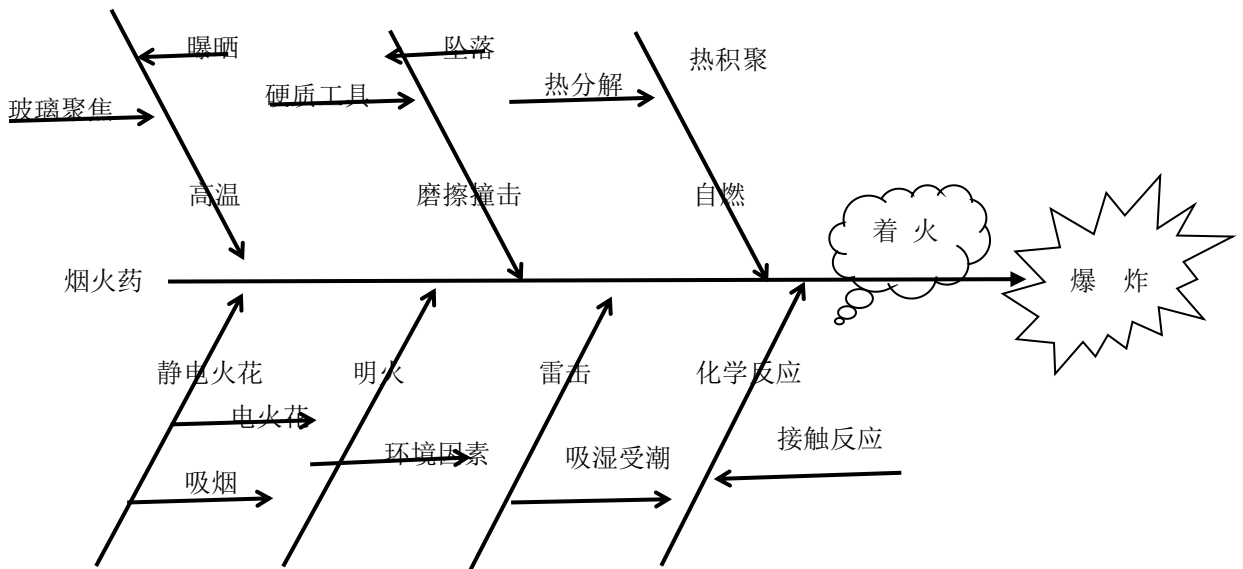 曝晒
坠落
热积聚
玻璃聚焦
硬质工具
热分解
高温
磨擦撞击
自燃
着 火
烟火药
爆 炸
静电火花
明火
雷击
化学反应
电火花
环境因素
吸湿受潮
接触反应
吸烟